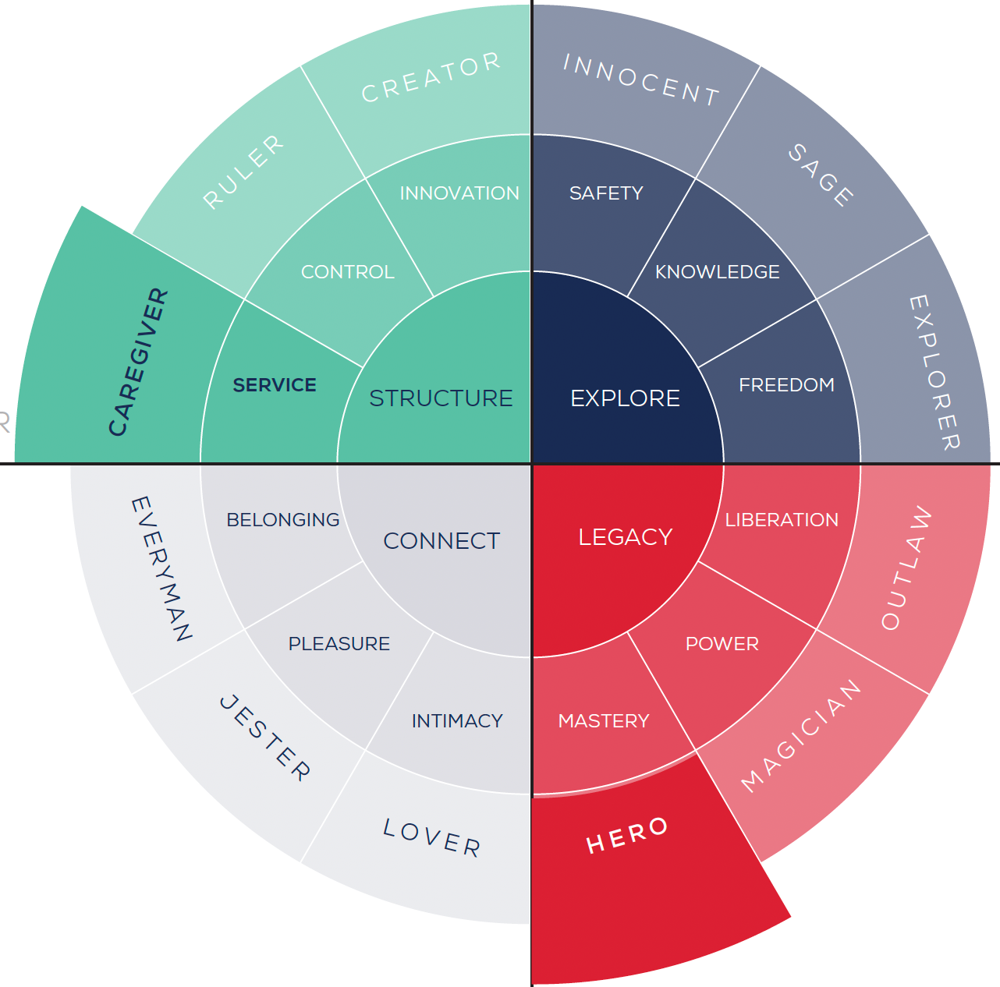 CREATOR
INNOCENT
RULER
SAGE
INNOVATION
SAFETY
CONTROL
KNOWLEDGE
CAREGIVER
EXPLORER
SERVICE
FREEDOM
STRUCTURE
EXPLORE
R
EVERYMAN
BELONGING
LIBERATION
OUTLAW
CONNECT
LEGACY
PLEASURE
POWER
JESTER
MAGICIAN
INTIMACY
MASTERY
LOVER
HERO